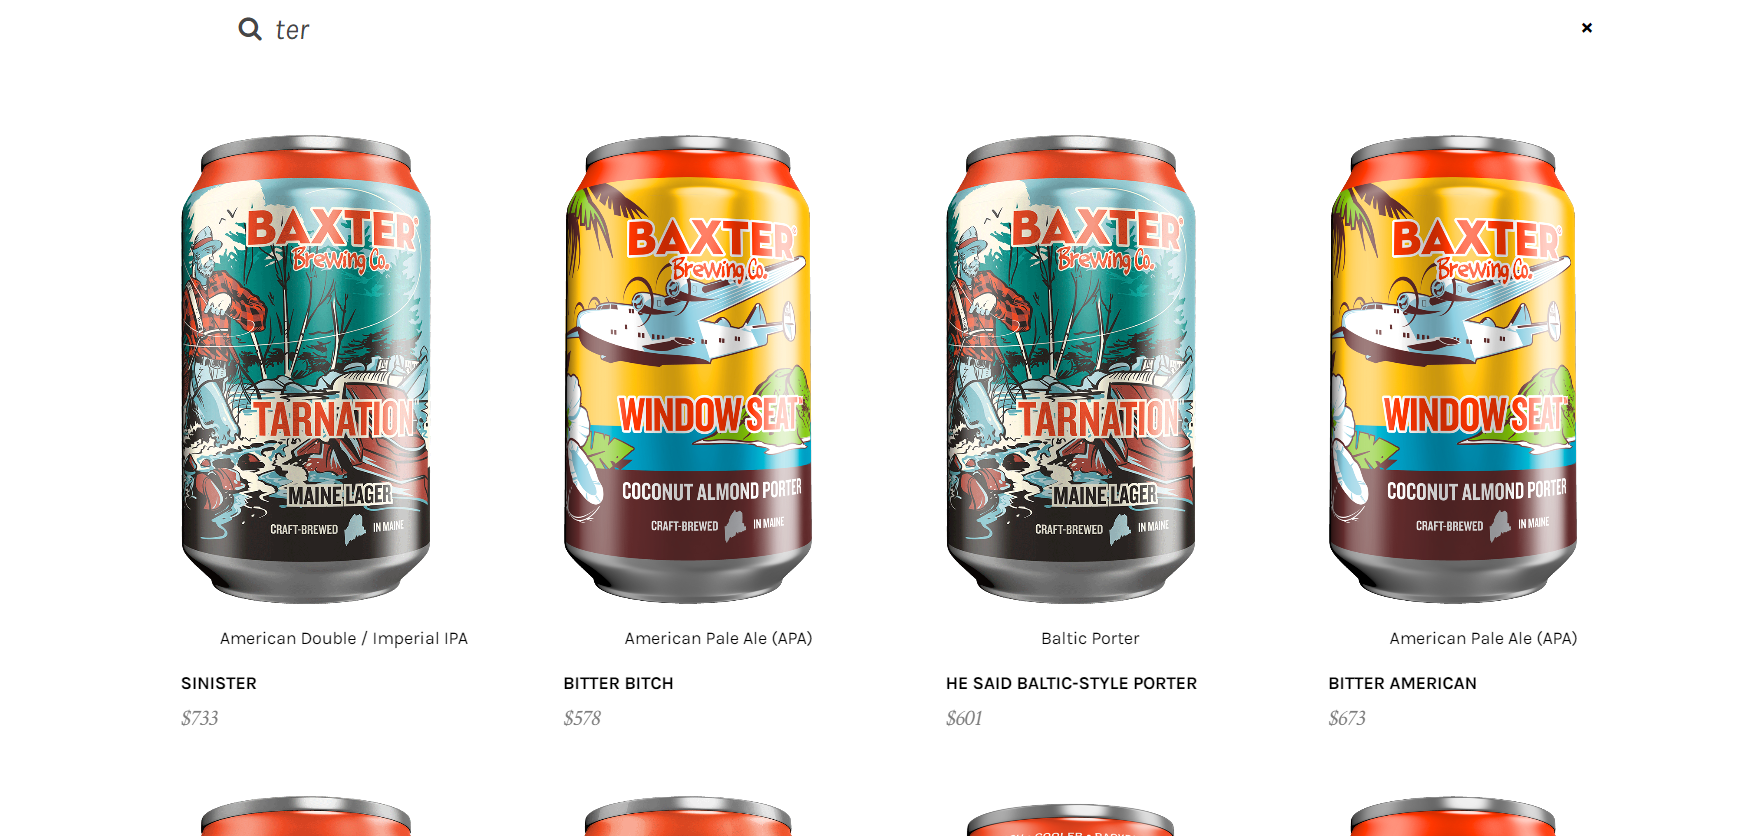 ter
×
BAXTER
Brewing Co.
TARNATION
MAINE LAGER
CRAFT-BREWED IN MAINE
BAXTER
Brewing Co.
WINDOW SEAT
COCONUT ALMOND PORTER
CRAFT-BREWED IN MAINE
BAXTER
Brewing Co.
TARNATION
MAINE LAGER
CRAFT-BREWED IN MAINE
BAXTER
Brewing Co.
WINDOW SEAT
COCONUT ALMOND PORTER
CRAFT-BREWED IN MAINE
American Double / Imperial IPA
American Pale Ale (APA)
Baltic Porter
American Pale Ale (APA)
SINISTER
BITTER BITCH
HE SAID BALTIC-STYLE PORTER
BITTER AMERICAN
$733
$578
$601
$673